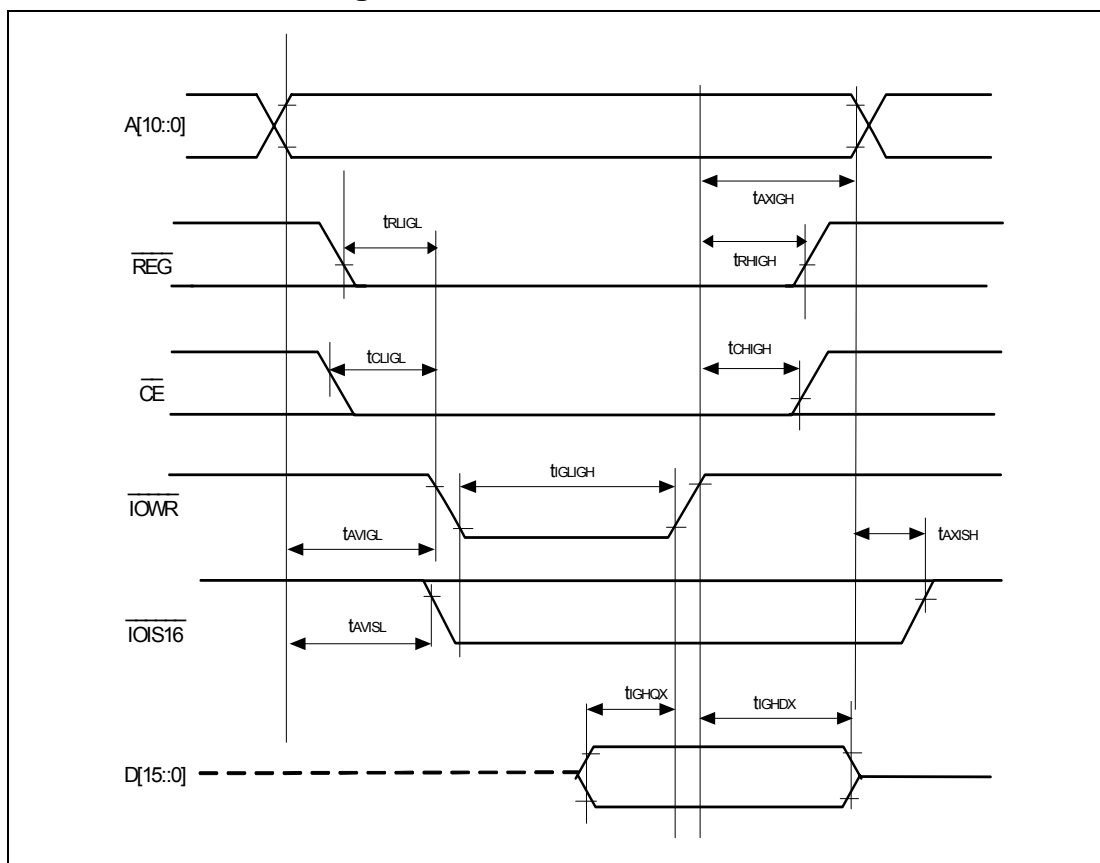 A[10::0]
tAXIGH
tRLIGL
REG
tRHIGH
tCLIGL
tCHIGH
CE
tIGLIGH
IOWR
tAVIGL
tAXISH
IOIS16
tAVISL
tIGHQX
tIGHDX
D[15::0]